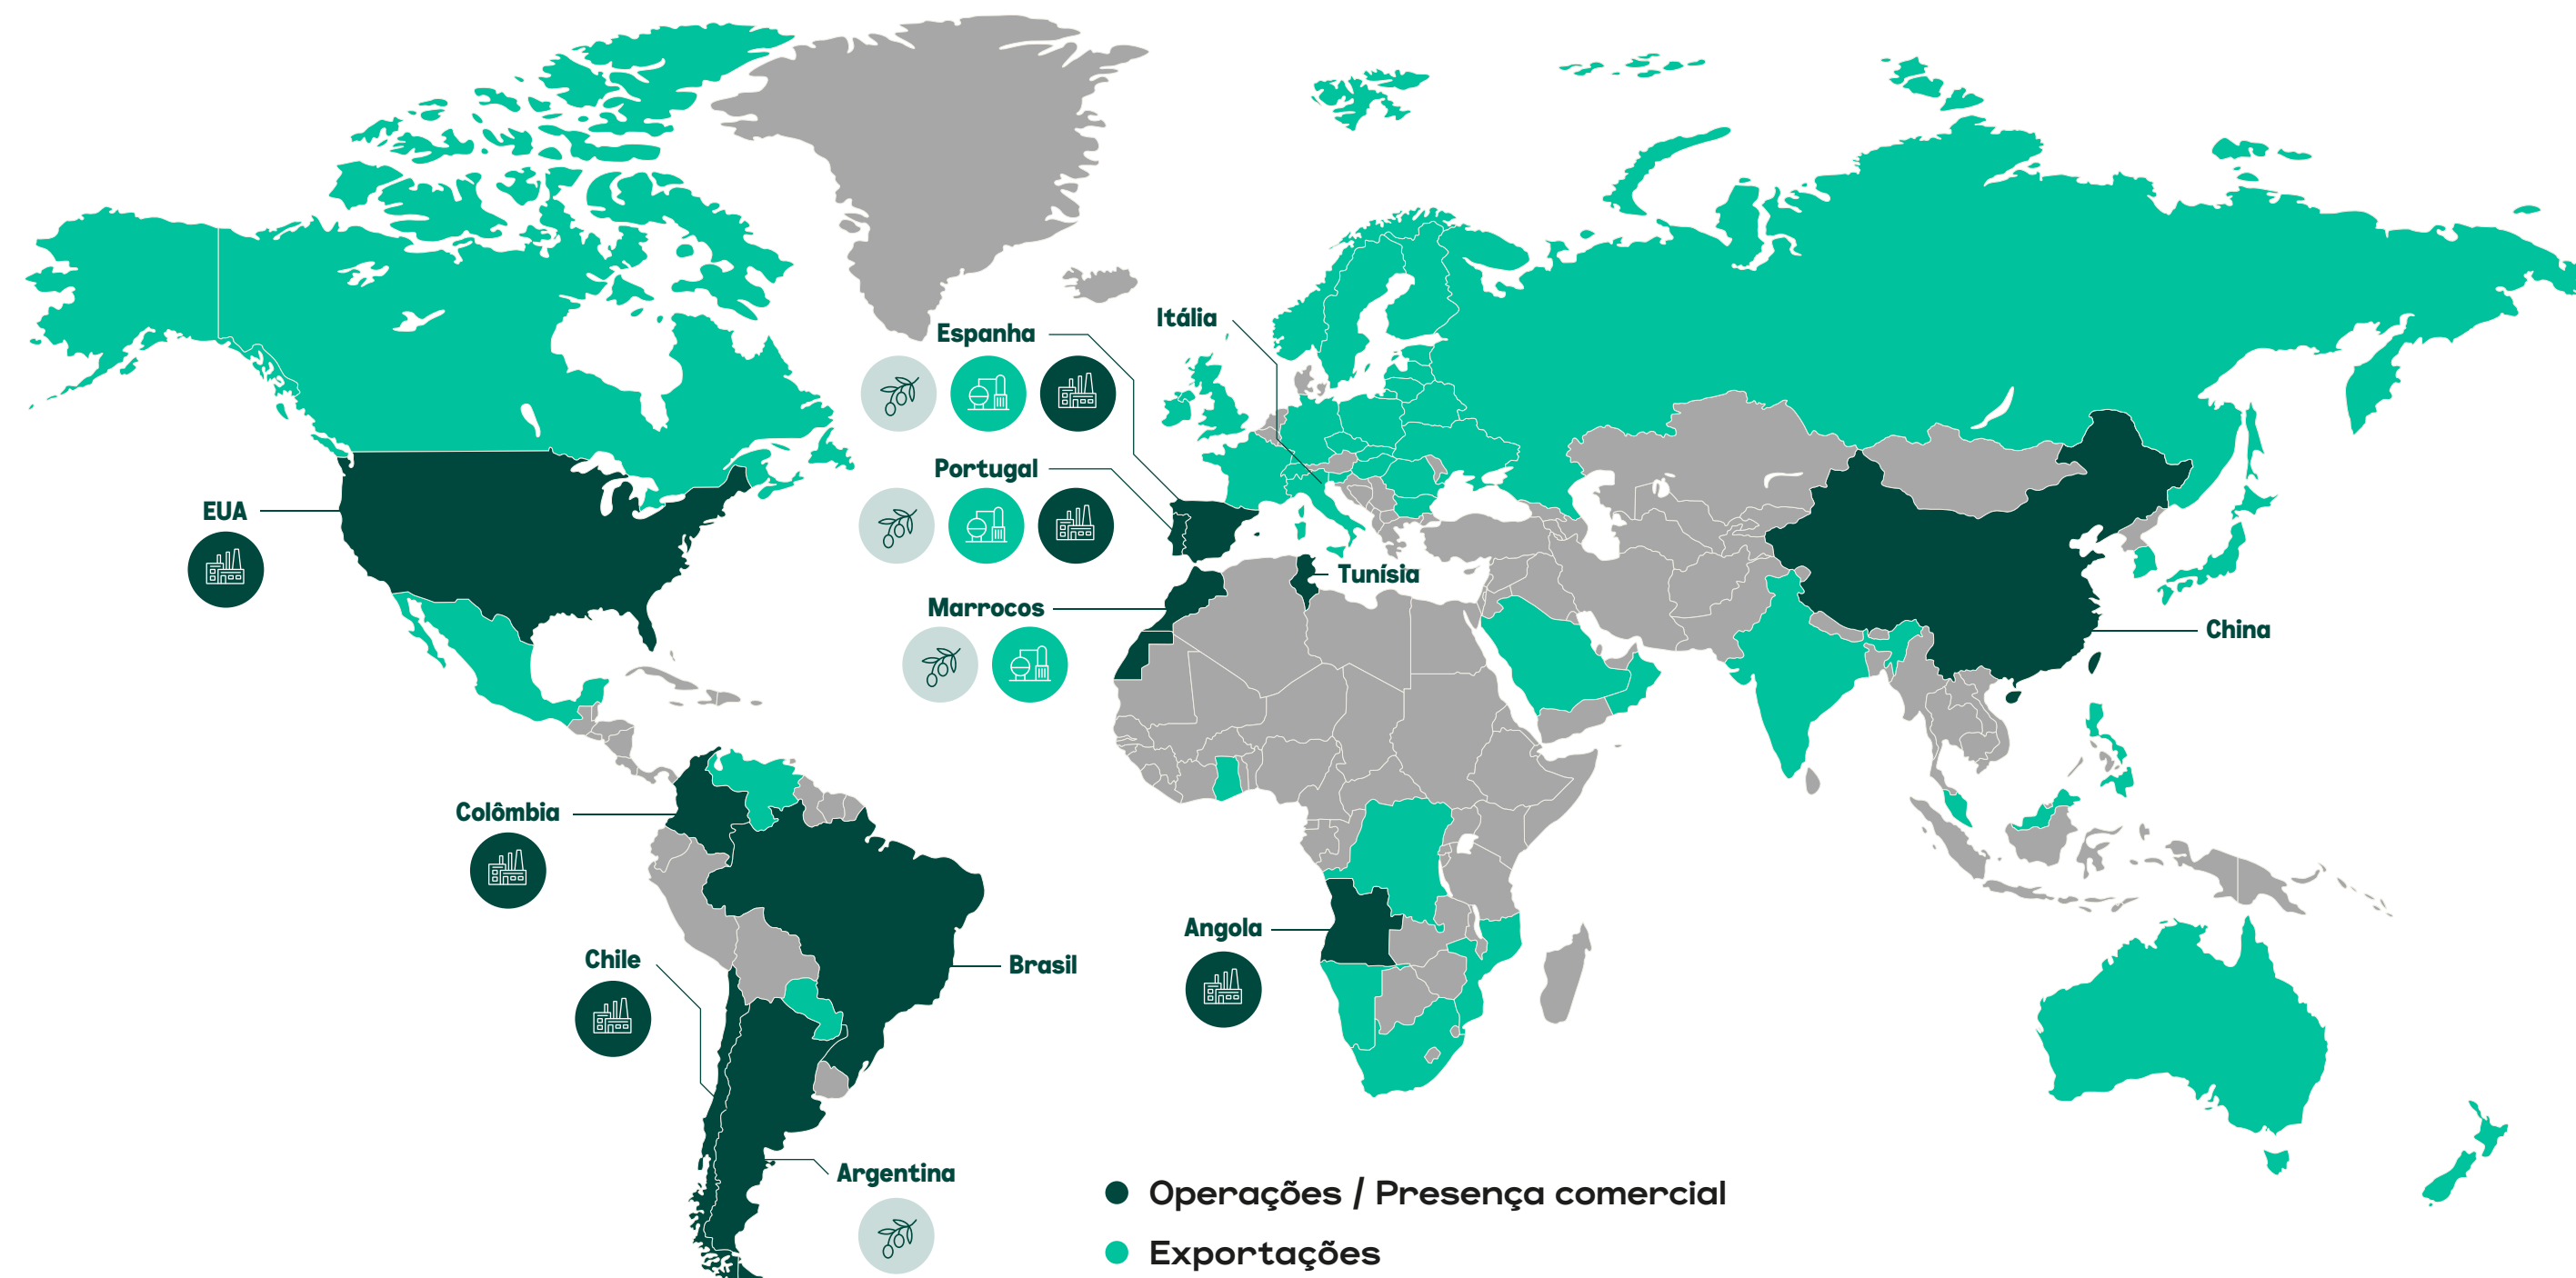 Itália
Espanha
Portugal
EUA
Tunísia
Marrocos
China
Colômbia
Angola
Chile
Brasil
Argentina
Operações / Presença comercial
Exportações